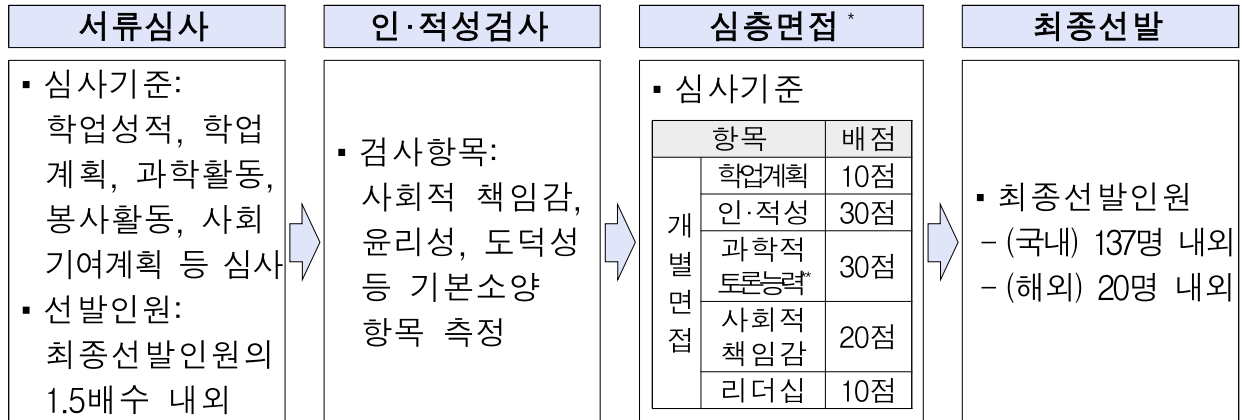 서류심사
▪ 심사기준:
학업성적, 학업
계획, 과학활동,
봉사활동, 사회
기여계획 등 심사
▪ 선발인원:
최종선발인원의
1.5배수 내외
인·적성검사
▪ 검사항목:
사회적 책임감,
윤리성, 도덕성
등 기본소양
항목 측정
심층면접*
▪ 심사기준
항목 배점
개별면접
학업계획 10점
인·적성 30점
과학적
토론능력** 30점
사회적
책임감 20점
리더십 10점
최종선발
▪ 최종선발인원
- (국내) 137명 내외
- (해외) 20명 내외